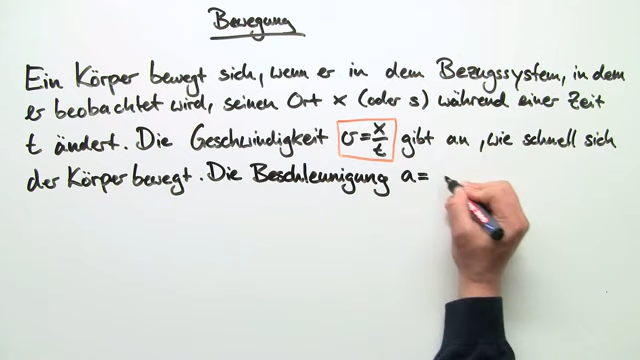 Bewegung
Ein Körper bewegt sich, wenn er in dem Bezugssystem, in dem
er beobachtet wird, seinen Ort x (oder s) während einer Zeit
t ändert. Die Geschwindigkeit v=x/t gibt an, wie schnell sich
der Körper bewegt. Die Beschleunigung a=